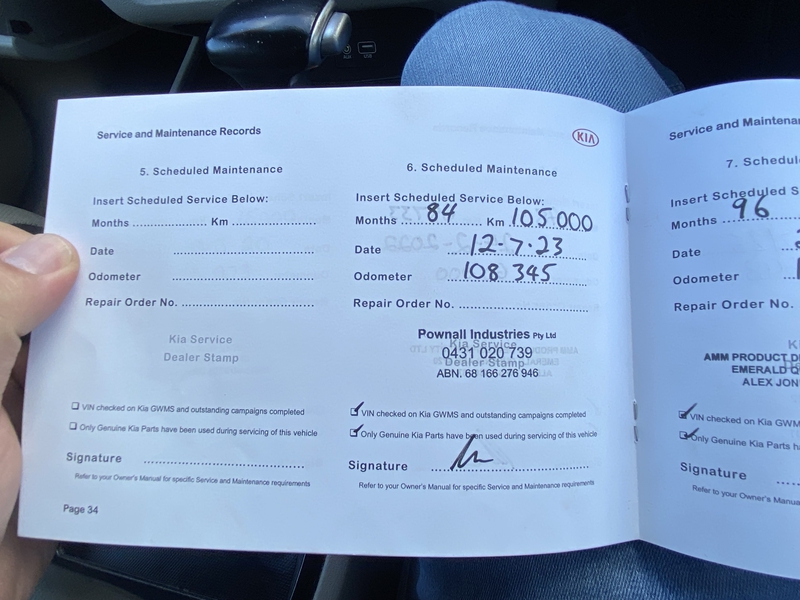 Service and Maintenance Records
KIA
5. Scheduled Maintenance
Insert Scheduled Service Below:
Months .................... Km ....................
Date ....................
Odometer ....................
Repair Order No. ....................
Kia Service
Dealer Stamp
❏ VIN checked on Kia GWMS and outstanding campaigns completed
❏ Only Genuine Kia Parts have been used during servicing of this vehicle
Signature ....................
Refer to your Owner's Manual for specific Service and Maintenance requirements
Page 34
6. Scheduled Maintenance
Insert Scheduled Service Below:
Months 84 Km 105.000
Date 12-7-23
Odometer 108 345
Repair Order No. ....................
Pownall Industries Pty Ltd
Kia Service
0431 020 739
Dealer Stamp
ABN. 68 166 276 946
VIN checked on Kia GWMS and outstanding campaigns completed
Only Genuine Kia Parts have been used during servicing of this vehicle
Signature
Refer to your Owner's Manual for specific Service and Maintenance requirements
Service and Maintenan
7. Schedul
Insert Scheduled S
Months 96
Date
Odometer
Repair Order No.
K
AMM PRODUCT D
EMERALD Q
ALEX JON
VIN checked on Kia GWM
Only Genuine Kia Parts h
Signature
Refer to your Owner's Manua